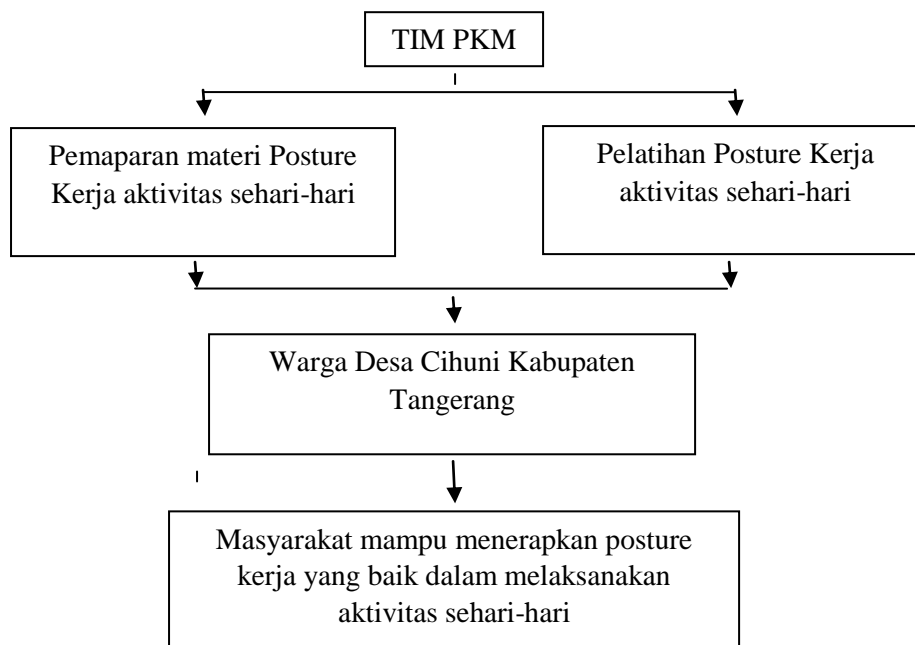 TIM PKM
Pemaparan materi Posture
Kerja aktivitas sehari-hari
Pelatihan Posture Kerja
aktivitas sehari-hari
Warga Desa Cihuni Kabupaten
Tangerang
Masyarakat mampu menerapkan posture
kerja yang baik dalam melaksanakan
aktivitas sehari-hari